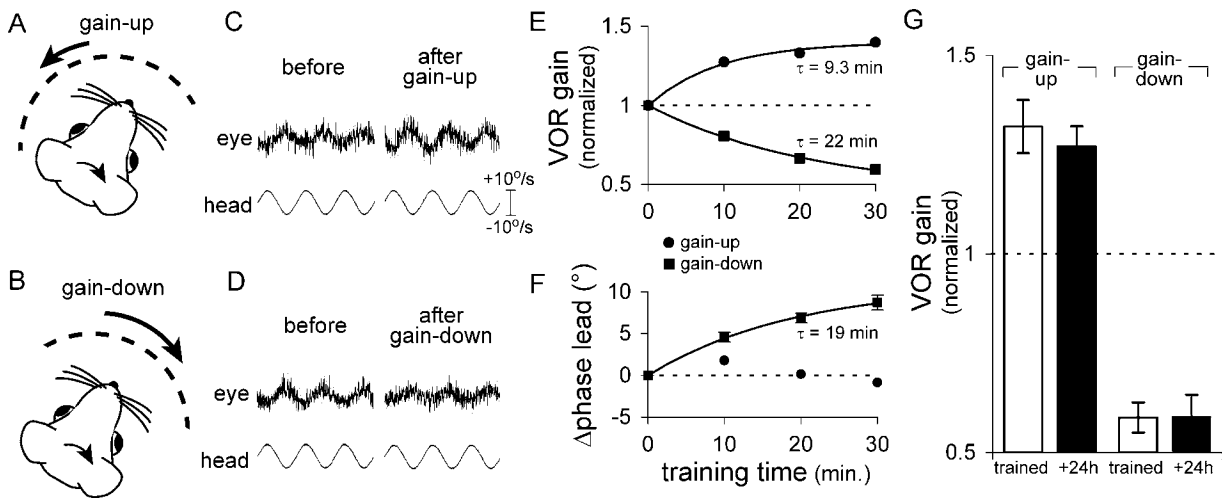 A
gain-up
C
before
after
gain-up
eye
head
+10°/s
-10°/s
B
gain-down
D
before
after
gain-down
eye
head
E
VOR gain
(normalized)
1.5
1
0.5
τ = 9.3 min
τ = 22 min
0 10 20 30
gain-up
gain-down
F
Δphase lead (°)
10
5
0
-5
τ = 19 min
0 10 20 30
training time (min.)
G
VOR gain
(normalized)
1.5
1
0.5
gain-
up
gain-
down
trained +24h trained +24h